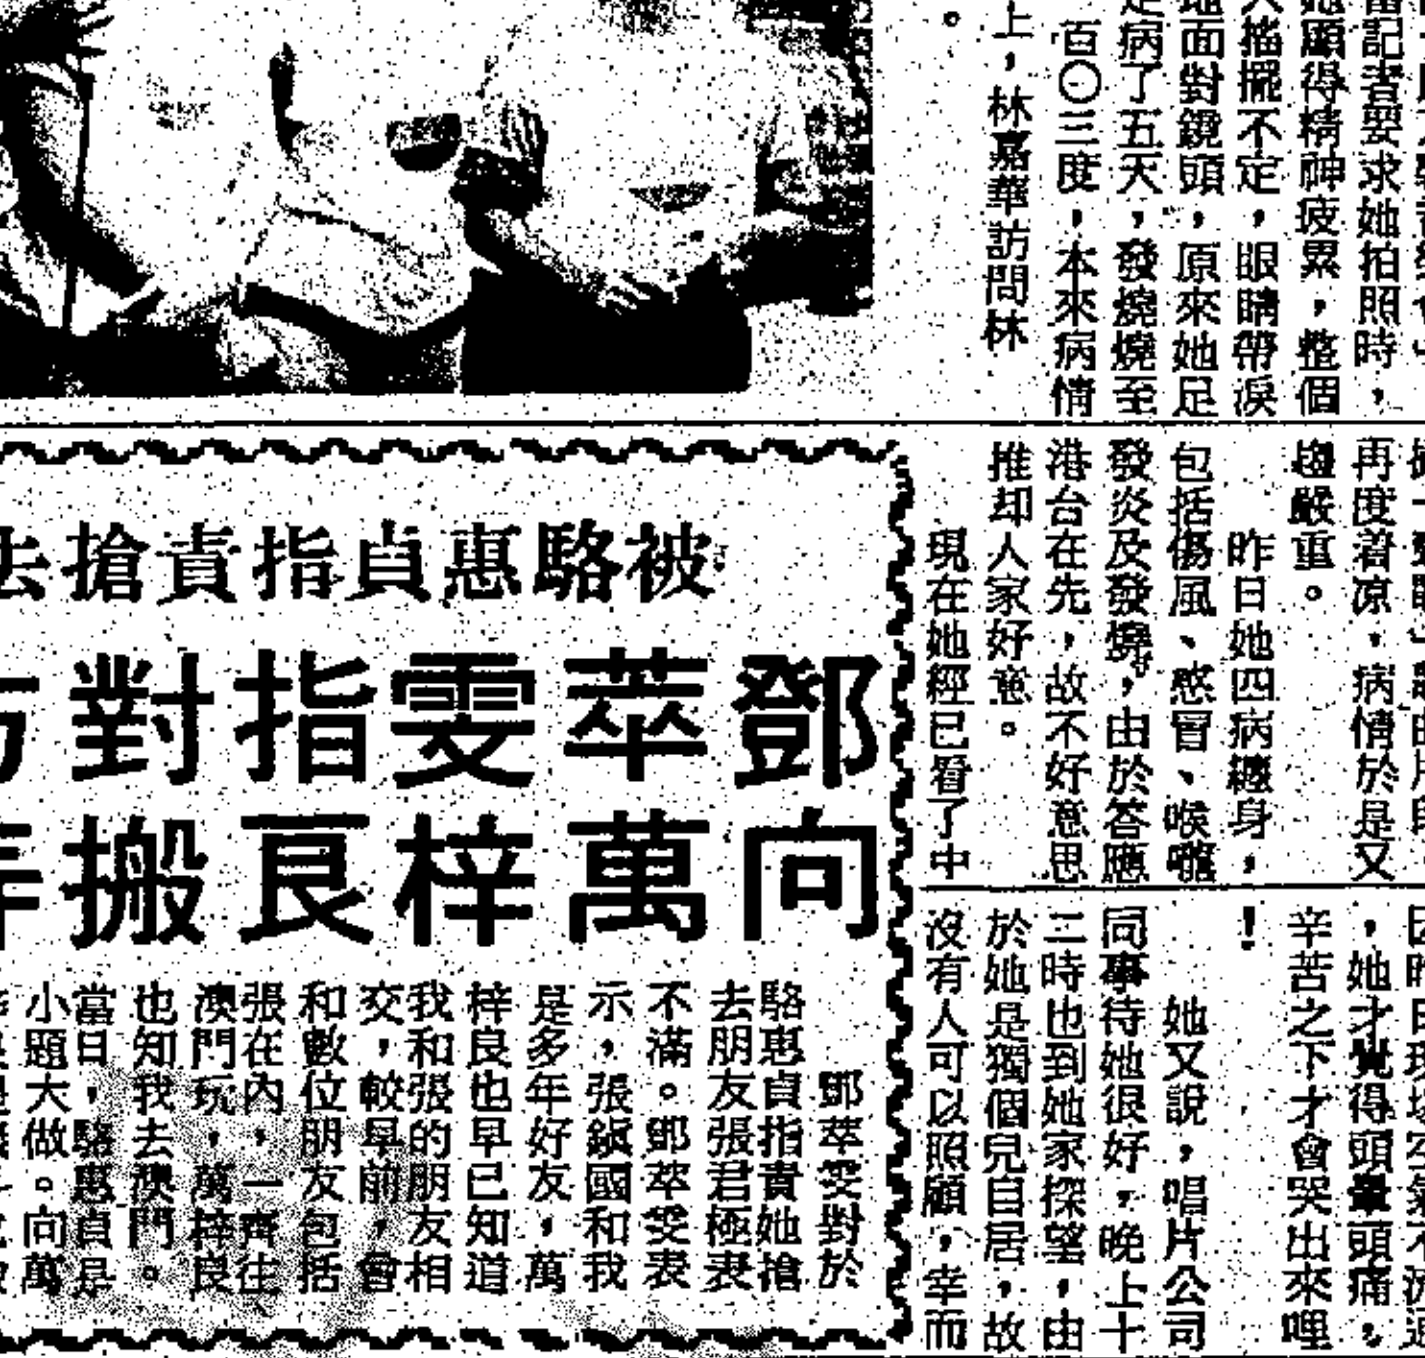 當記者要求她拍照時，
她顯得精神疲累，整個
人搖擺不定，眼睛帶淚
地面對鏡頭，原來她足
足病了五天，發燒燒至
百〇三度，本來病情
上，林嘉華訪問林
。
再度着凉，病情於是又
趨嚴重。
昨日她四病纏身，
包括傷風、感冒、喉嚨
發炎及發燒，由於答應
港台在先，故不好意思
推却人家好意。
現在她經已看了中
，她才覺得頭暈頭痛，
辛苦之下才會哭出來哩
！
她又說，唱片公司
同事待她很好，晚上十
二時也到她家探望，由
於她是獨個兒自居，故
沒有人可以照顧，幸而
被駱惠貞指責搶去
鄧萃雯指對方
向萬梓良搬弄
鄧萃雯對於
駱惠貞指責她搶
去朋友張君極表
不滿。鄧萃雯表
示，張鎭國和我
是多年好友，萬
梓良也早已知道
我和張的朋友相
交，較早前，會
和數位朋友包括
張在內，一齊往
澳門玩，萬梓良
也知我去澳門。
當日，駱惠貞是
小題大做。向萬